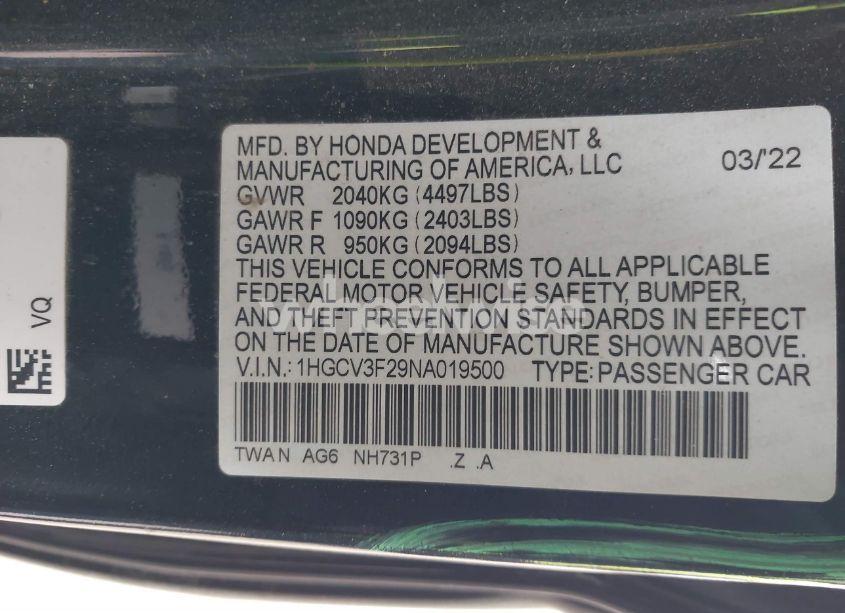 MFD. BY HONDA DEVELOPMENT &
MANUFACTURING OF AMERICA, LLC 03/'22
GVWR 2040KG (4497LBS)
GAWR F 1090KG (2403LBS)
GAWR R 950KG (2094LBS)
THIS VEHICLE CONFORMS TO ALL APPLICABLE
FEDERAL MOTOR VEHICLE SAFETY, BUMPER,
AND THEFT PREVENTION STANDARDS IN EFFECT
ON THE DATE OF MANUFACTURE SHOWN ABOVE.
V.I.N.: 1HGCV3F29NA019500 TYPE: PASSENGER CAR
TWAN AG6 NH731P .Z .A
VQ